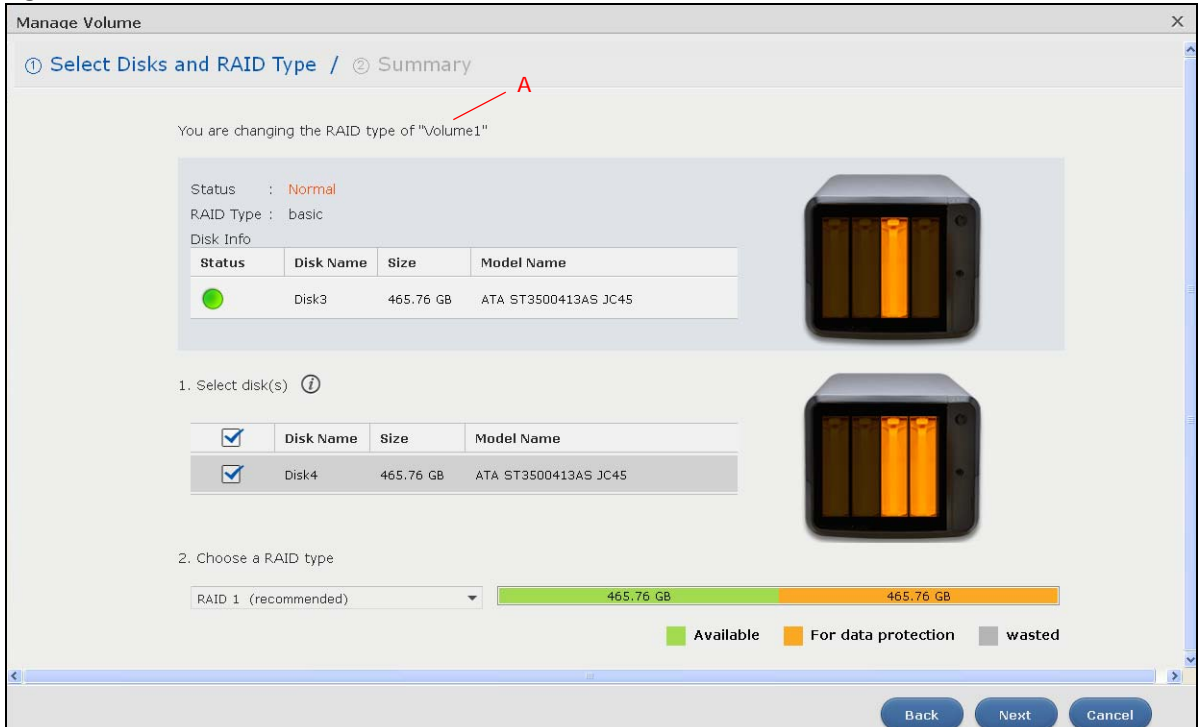 Manage Volume
① Select Disks and RAID Type / ② Summary
A
You are changing the RAID type of "Volume1"
Status : Normal
RAID Type : basic
Disk Info
Status Disk Name Size Model Name
Disk3 465.76 GB ATA ST3500413AS JC45
1. Select disk(s) i
Disk Name Size Model Name
Disk4 465.76 GB ATA ST3500413AS JC45
2. Choose a RAID type
RAID 1 (recommended) 465.76 GB 465.76 GB
Available For data protection wasted
Back Next Cancel